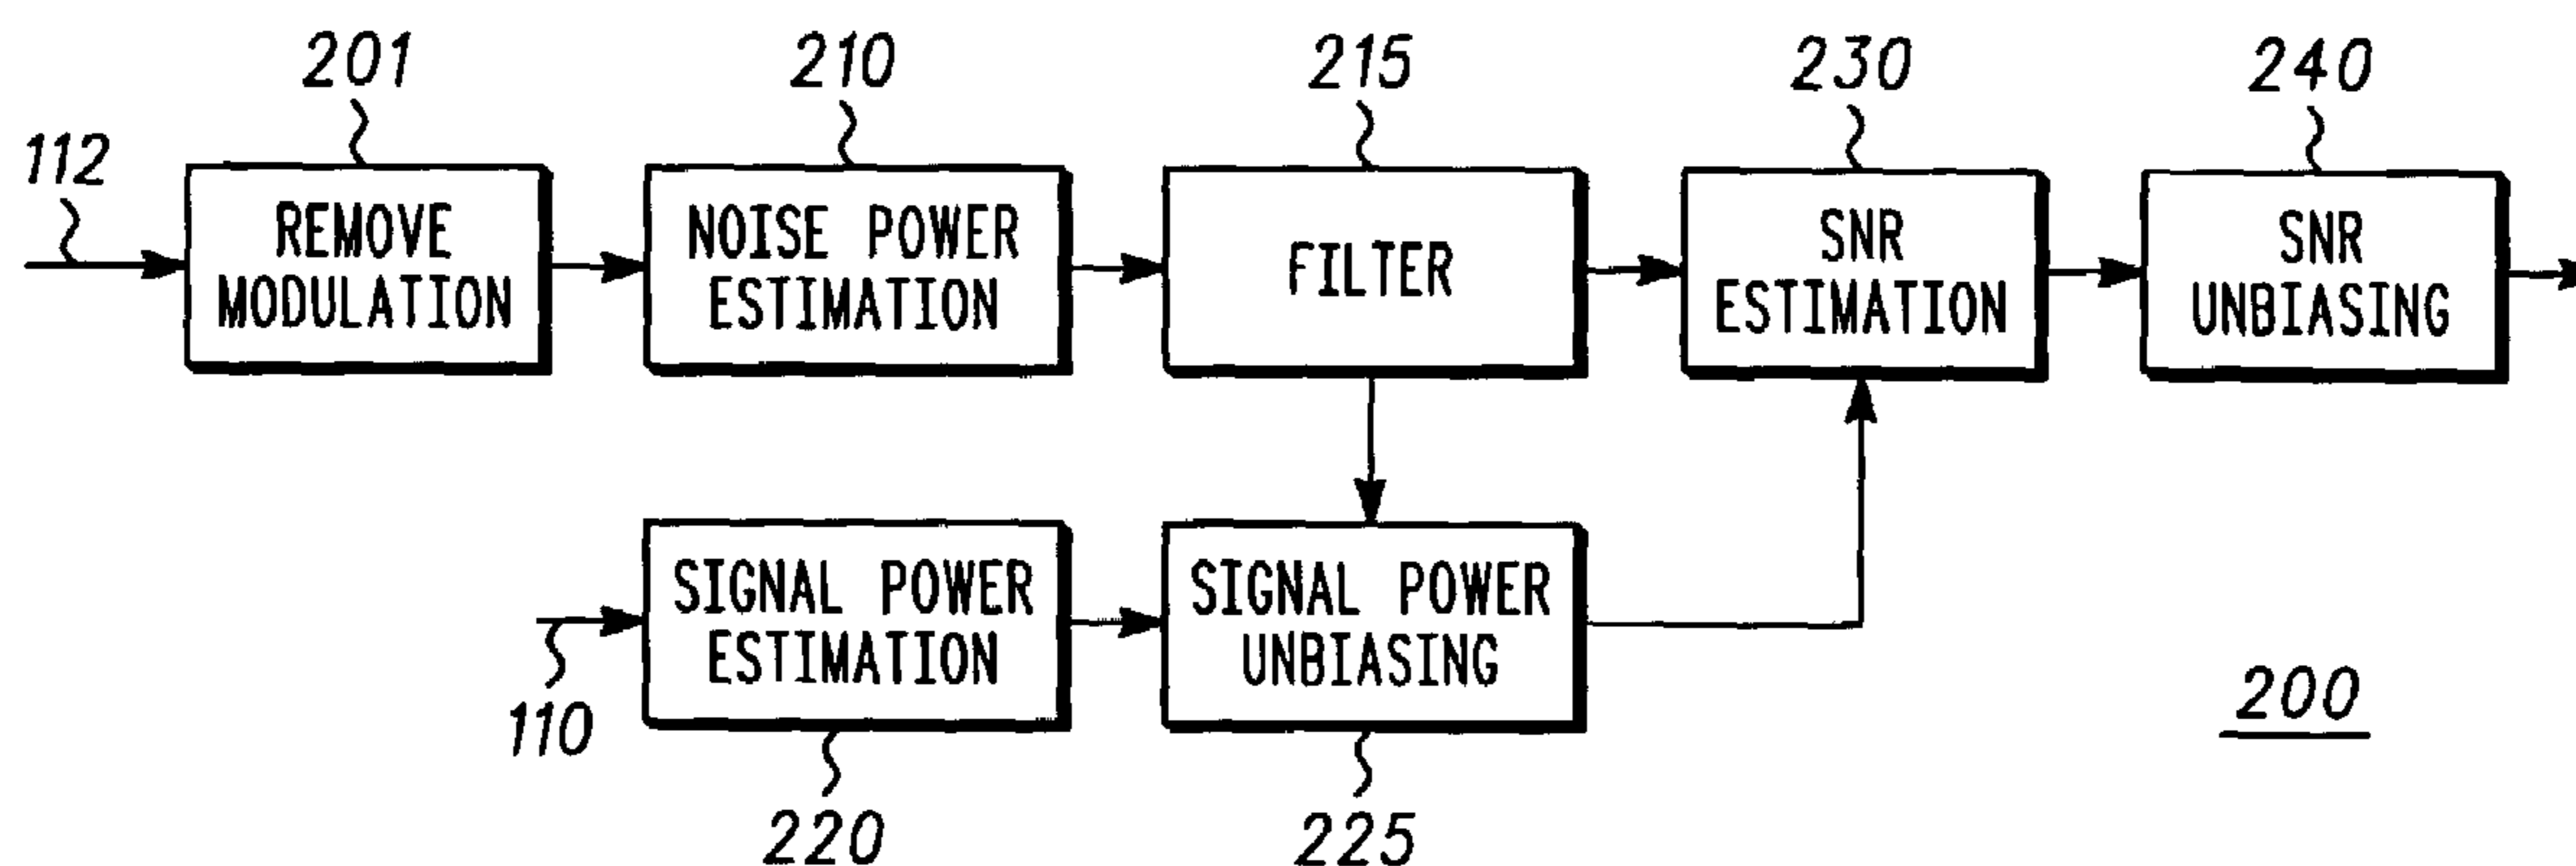 201
210
215
230
240
112
REMOVE
MODULATION
NOISE POWER
ESTIMATION
FILTER
SNR
ESTIMATION
SNR
UNBIASING
SIGNAL POWER
ESTIMATION
SIGNAL POWER
UNBIASING
110
200
220
225